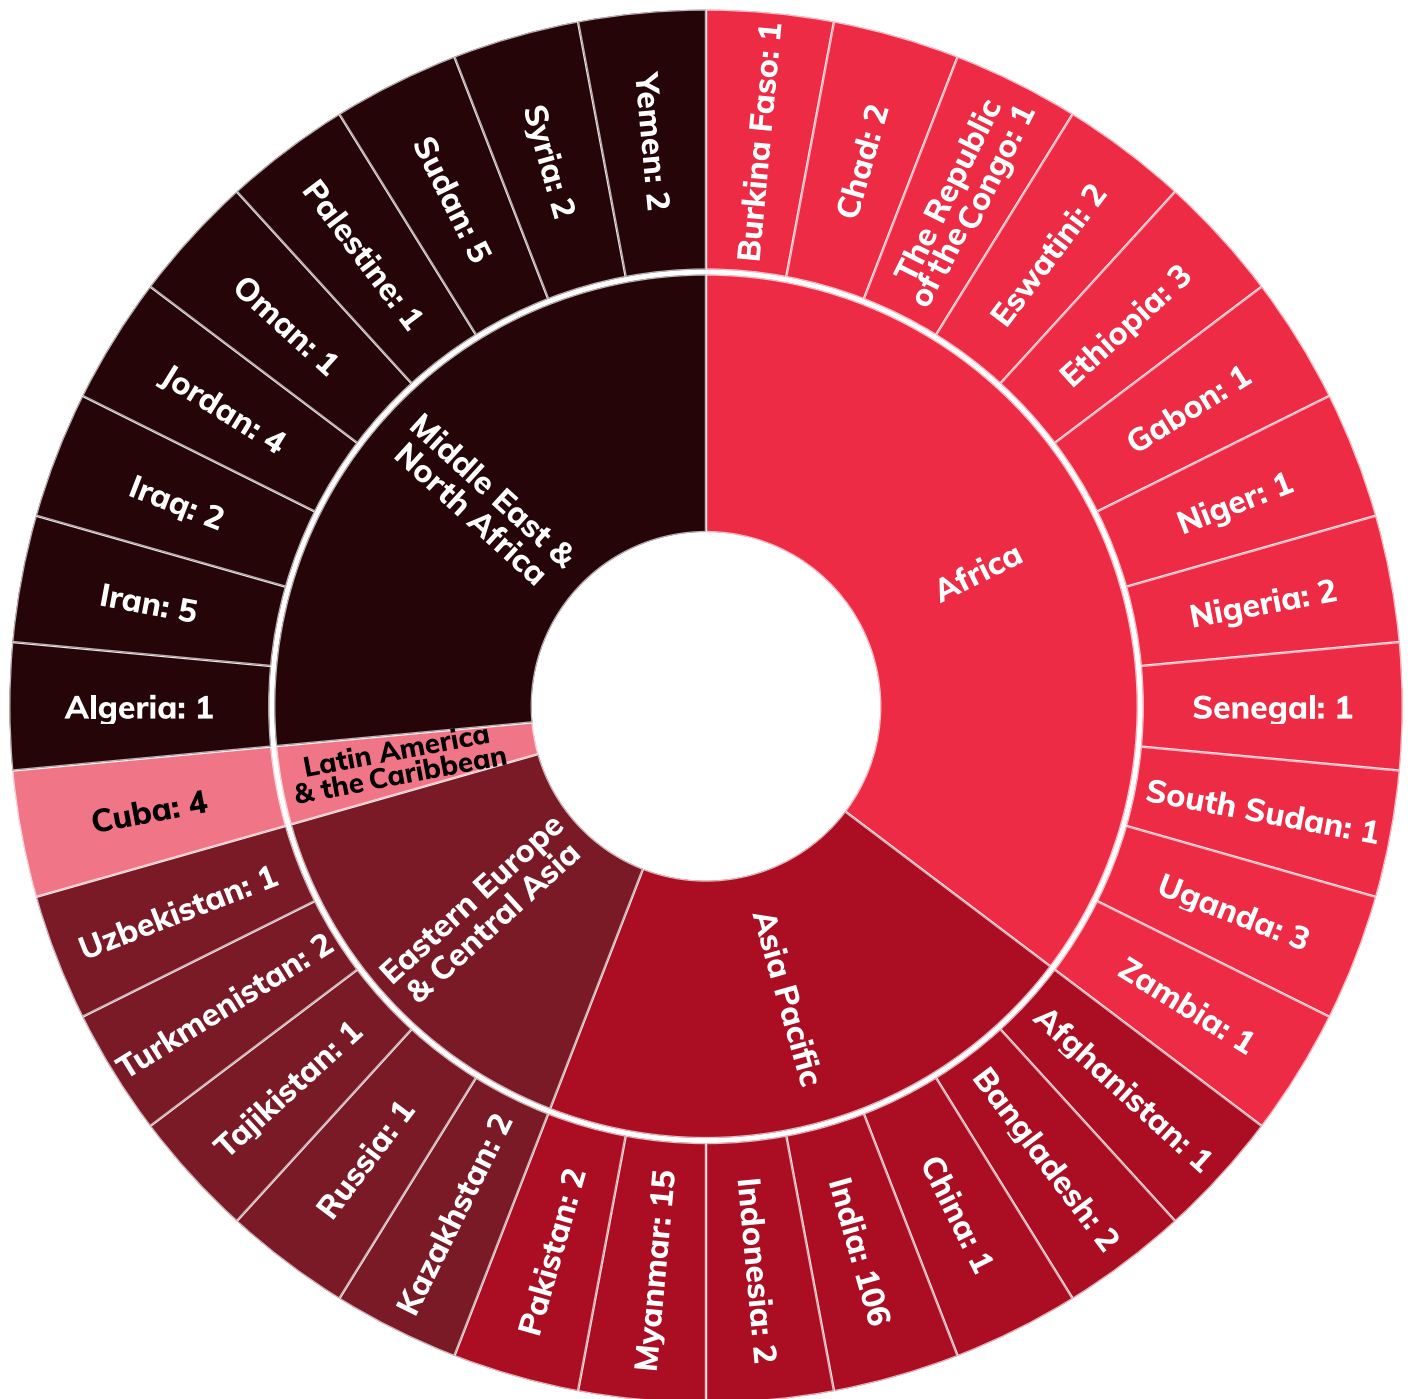 Burkina Faso: 1
Chad: 2
The Republic
of the Congo: 1
Eswatini: 2
Ethiopia: 3
Gabon: 1
Niger: 1
Nigeria: 2
Senegal: 1
South Sudan: 1
Uganda: 3
Zambia: 1
Afghanistan: 1
Bangladesh: 2
China: 1
India: 106
Indonesia: 2
Myanmar: 15
Pakistan: 2
Kazakhstan: 2
Russia: 1
Tajikistan: 1
Turkmenistan: 2
Uzbekistan: 1
Cuba: 4
Algeria: 1
Iran: 5
Iraq: 2
Jordan: 4
Oman: 1
Palestine: 1
Sudan: 5
Syria: 2
Yemen: 2
Africa
Asia Pacific
Eastern Europe
& Central Asia
Latin America
& the Caribbean
Middle East &
North Africa